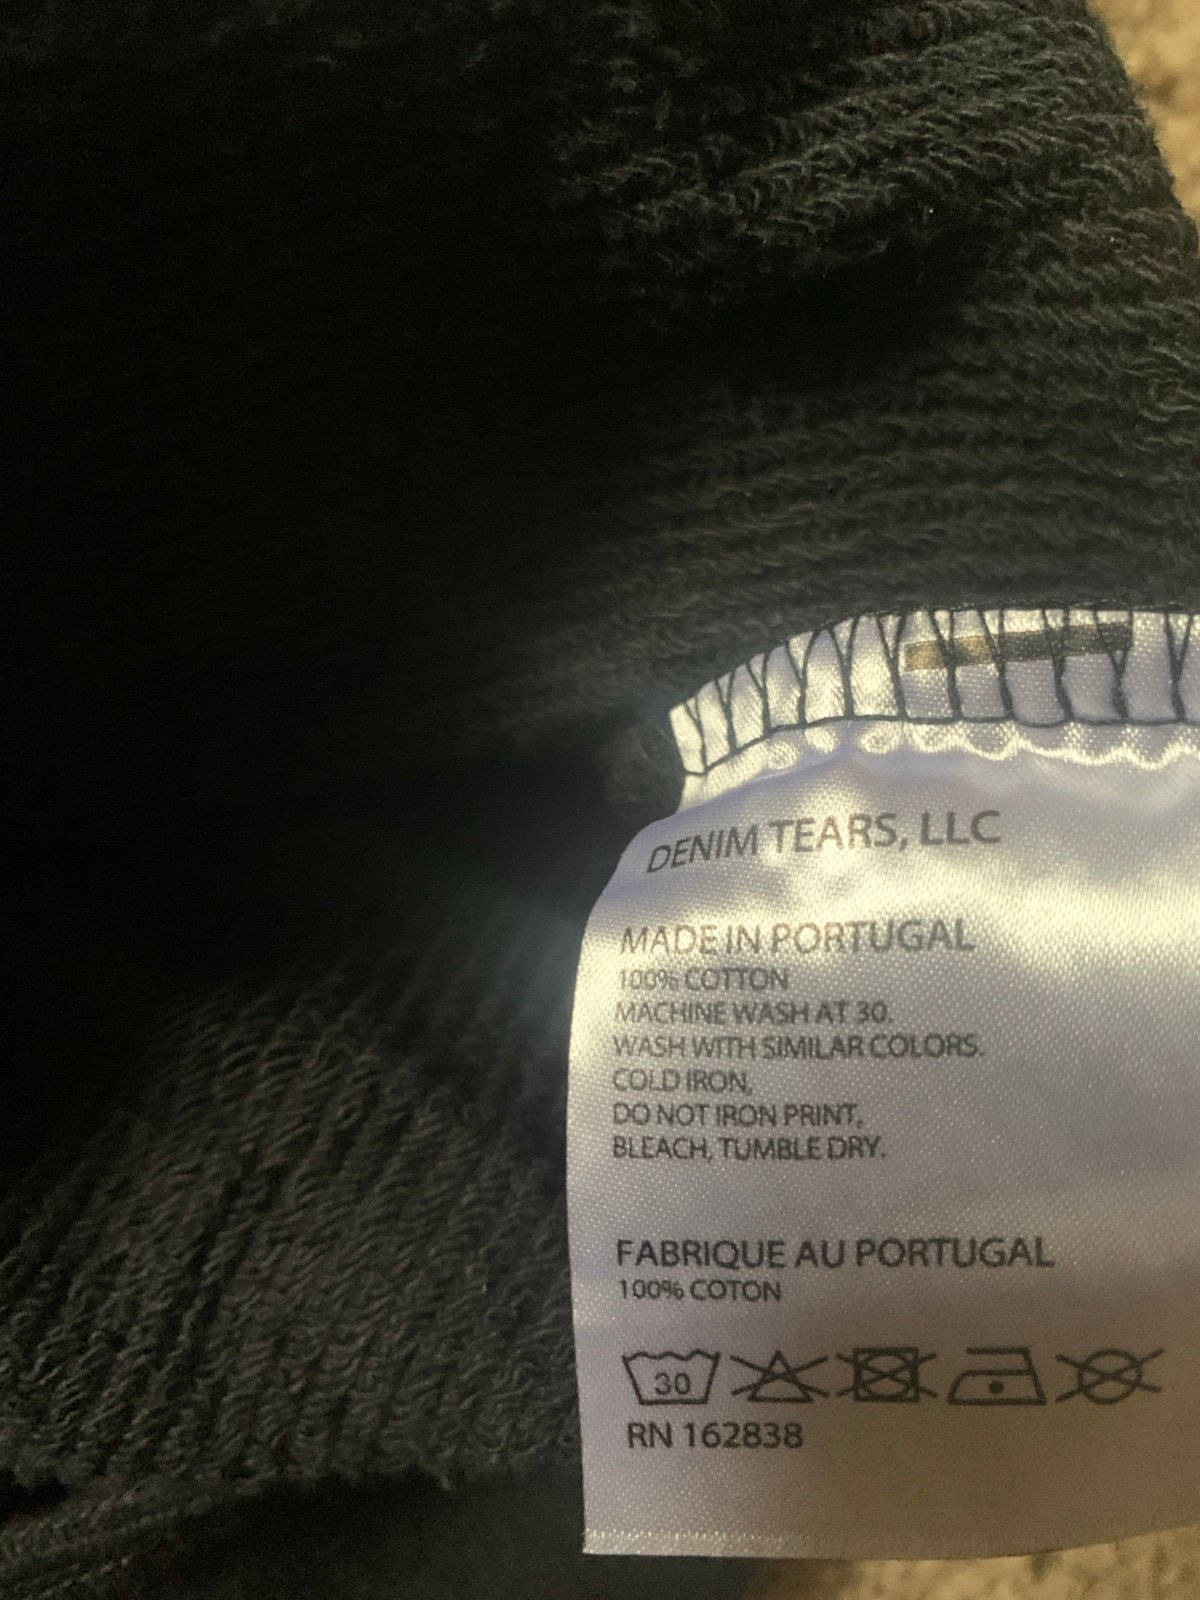 DENIM TEARS, LLC
MADE IN PORTUGAL
100% COTTON
MACHINE WASH AT 30.
WASH WITH SIMILAR COLORS.
COLD IRON,
DO NOT IRON PRINT,
BLEACH, TUMBLE DRY.
FABRIQUE AU PORTUGAL
100% COTON
30
RN 162838